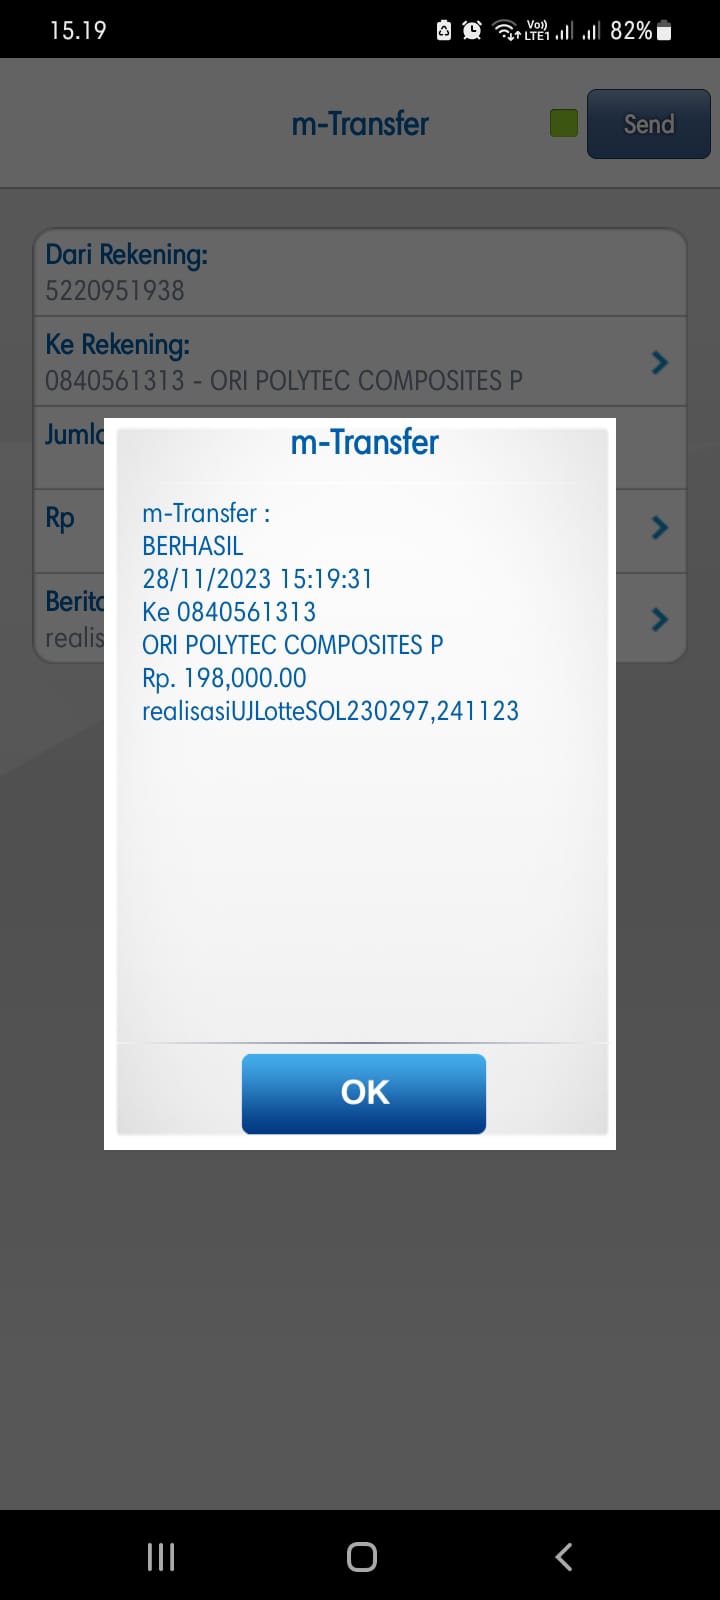 15.19
Vo))
LTE1
82%
m-Transfer
Send
Dari Rekening:
5220951938
Ke Rekening:
0840561313 - ORI POLYTEC COMPOSITES P
Rp
realis
m-Transfer
m-Transfer :
BERHASIL
28/11/2023 15:19:31
Ke 0840561313
ORI POLYTEC COMPOSITES P
Rp. 198,000.00
realisasiUJLotteSOL230297,241123
OK